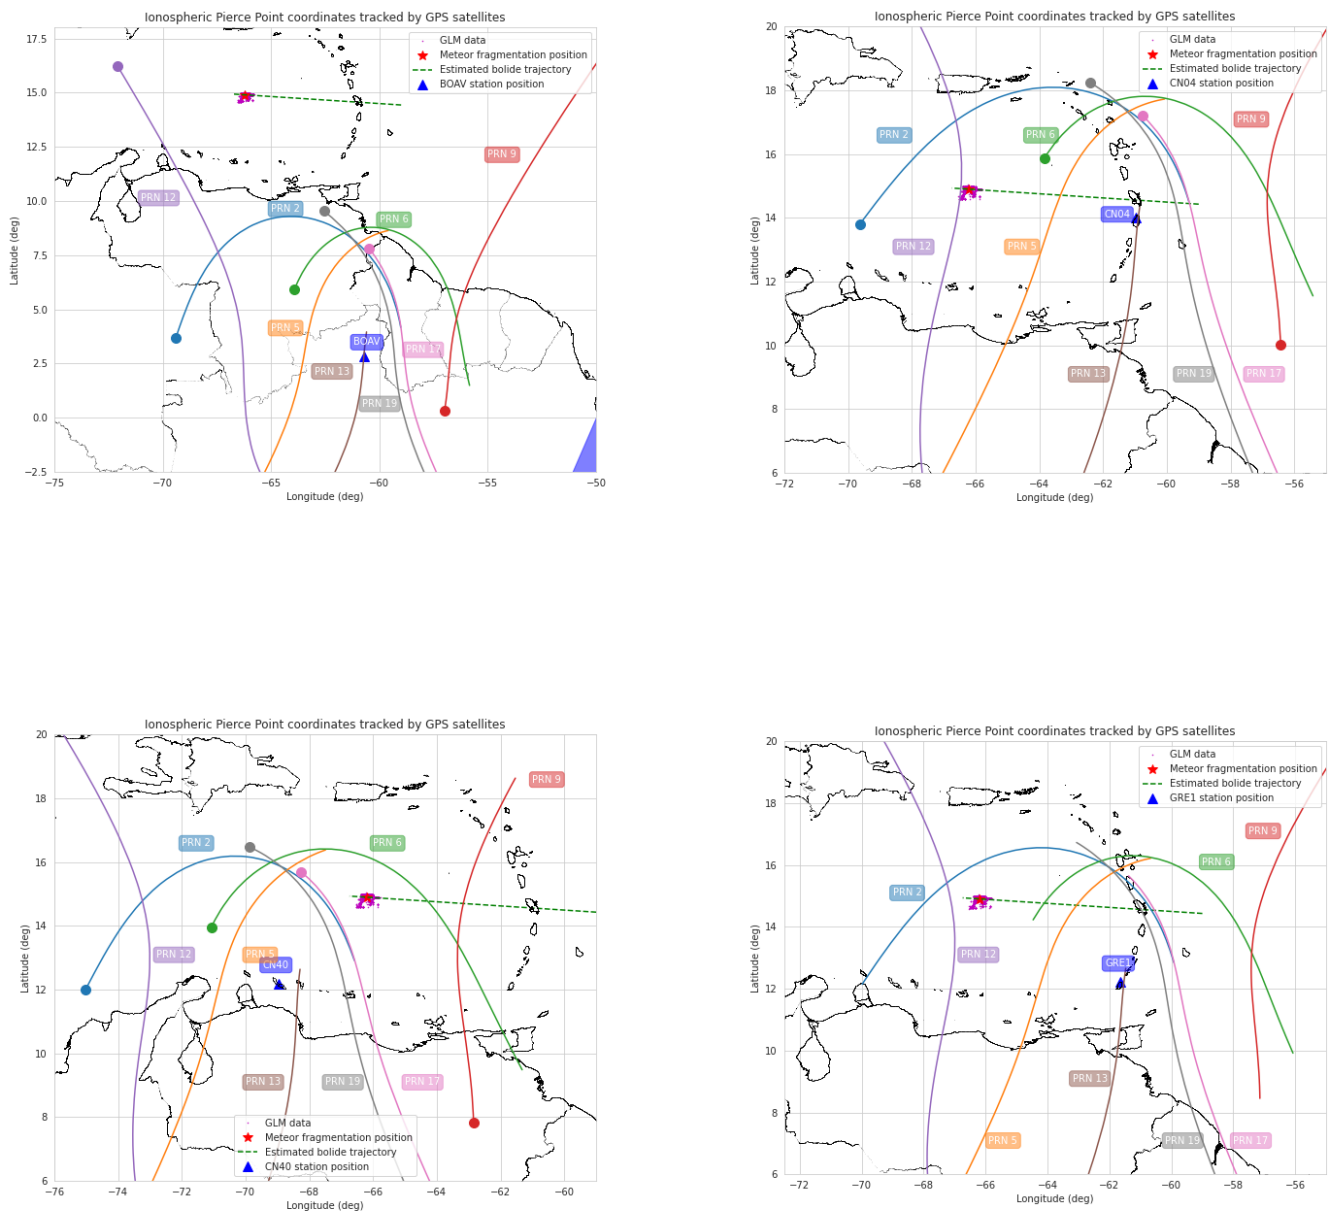 Ionospheric Pierce Point coordinates tracked by GPS satellites
GLM data
Meteor fragmentation position
Estimated bolide trajectory
BOAV station position
PRN 9
PRN 12
PRN 2
PRN 6
PRN 5
BOAV
PRN 17
PRN 13
PRN 19
17.5
15.0
12.5
10.0
7.5
5.0
2.5
0.0
−2.5
−75
−70
−65
−60
−55
−50
Latitude (deg)
Longitude (deg)
Ionospheric Pierce Point coordinates tracked by GPS satellites
GLM data
Meteor fragmentation position
Estimated bolide trajectory
CN04 station position
PRN 9
PRN 2
PRN 6
CN04
PRN 12
PRN 5
PRN 13
PRN 19
PRN 17
20
18
16
14
12
10
8
6
−72
−70
−68
−66
−64
−62
−60
−58
−56
Latitude (deg)
Longitude (deg)
Ionospheric Pierce Point coordinates tracked by GPS satellites
PRN 9
PRN 2
PRN 6
PRN 12
PRN 5
CN40
PRN 13
PRN 19
PRN 17
GLM data
Meteor fragmentation position
Estimated bolide trajectory
CN40 station position
20
18
16
14
12
10
8
6
−76
−74
−72
−70
−68
−66
−64
−62
−60
Latitude (deg)
Longitude (deg)
Ionospheric Pierce Point coordinates tracked by GPS satellites
GLM data
Meteor fragmentation position
Estimated bolide trajectory
GRE1 station position
PRN 9
PRN 6
PRN 2
PRN 12
GRE1
PRN 13
PRN 5
PRN 19
PRN 17
20
18
16
14
12
10
8
6
−72
−70
−68
−66
−64
−62
−60
−58
−56
Latitude (deg)
Longitude (deg)